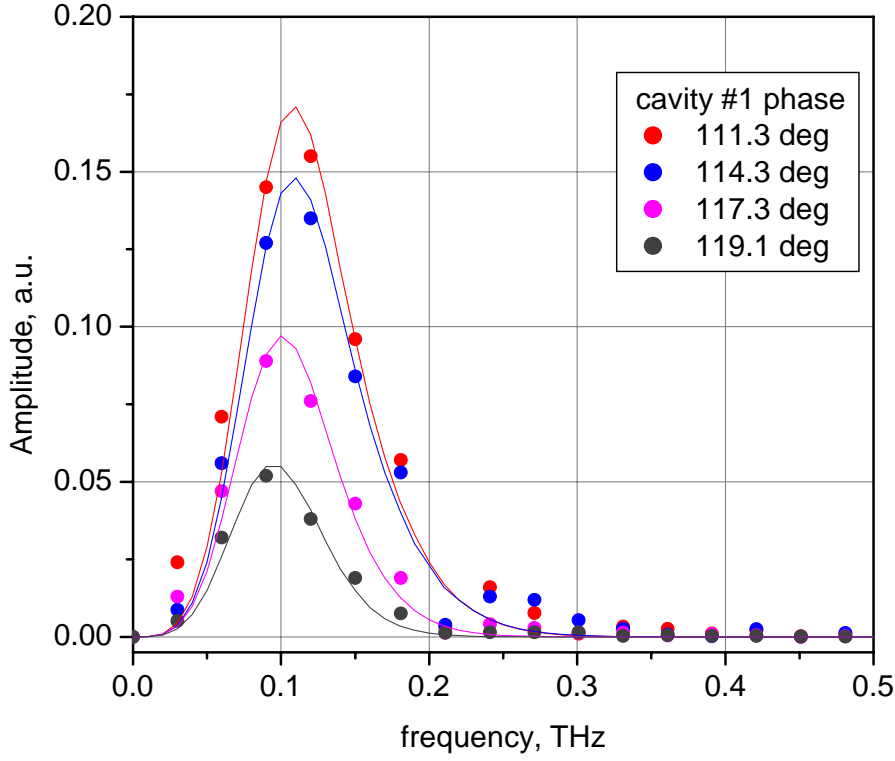 0.20
0.15
0.10
0.05
0.00
Amplitude, a.u.
cavity #1 phase
111.3 deg
114.3 deg
117.3 deg
119.1 deg
0.0 0.1 0.2 0.3 0.4 0.5
frequency, THz